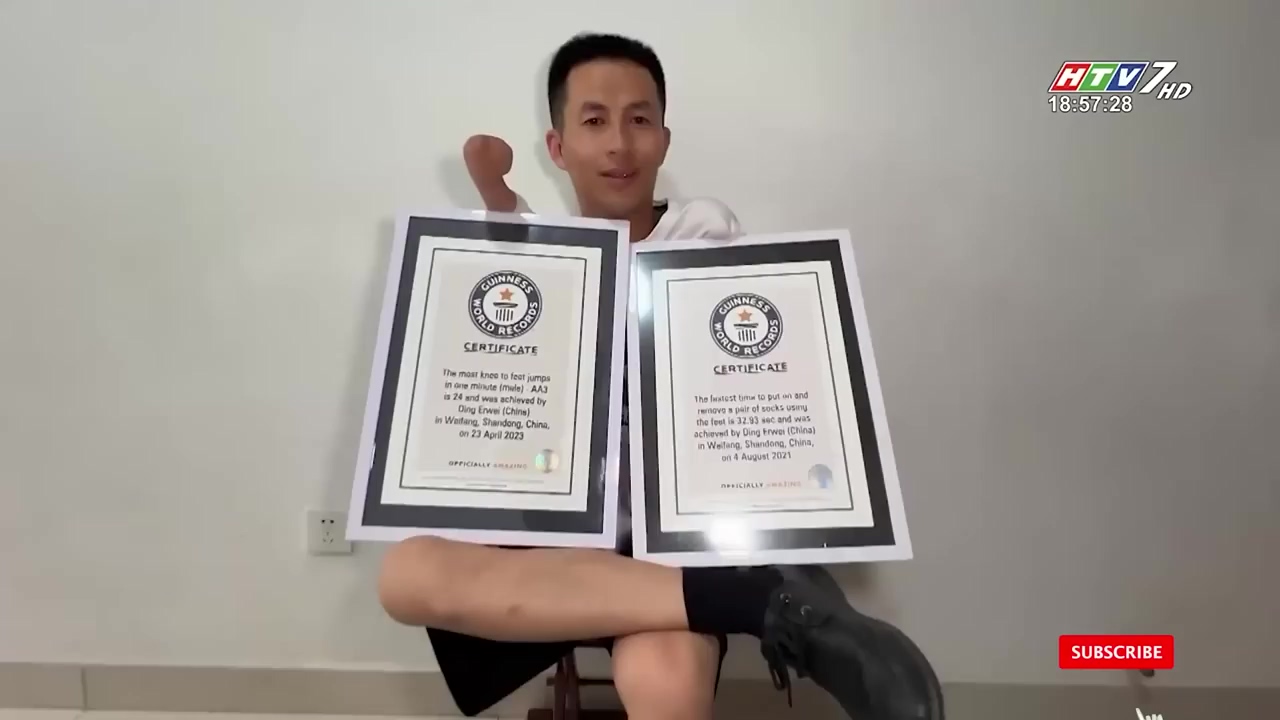 HTV7 HD
18:57:28
GUINNESS
WORLD RECORDS
CERTIFICATE
The most knee to feet jumps
in one minute (male) - AA3
is 24 and was achieved by
Ding Erwei (China)
in Weifang, Shandong, China,
on 23 April 2023
OFFICIALLY AMAZING
GUINNESS
WORLD RECORDS
CERTIFICATE
The fastest time to put on and
remove a pair of socks using
the feet is 32.93 sec and was
achieved by Ding Erwei (China)
in Weifang, Shandong, China,
on 4 August 2021
OFFICIALLY AMAZING
SUBSCRIBE